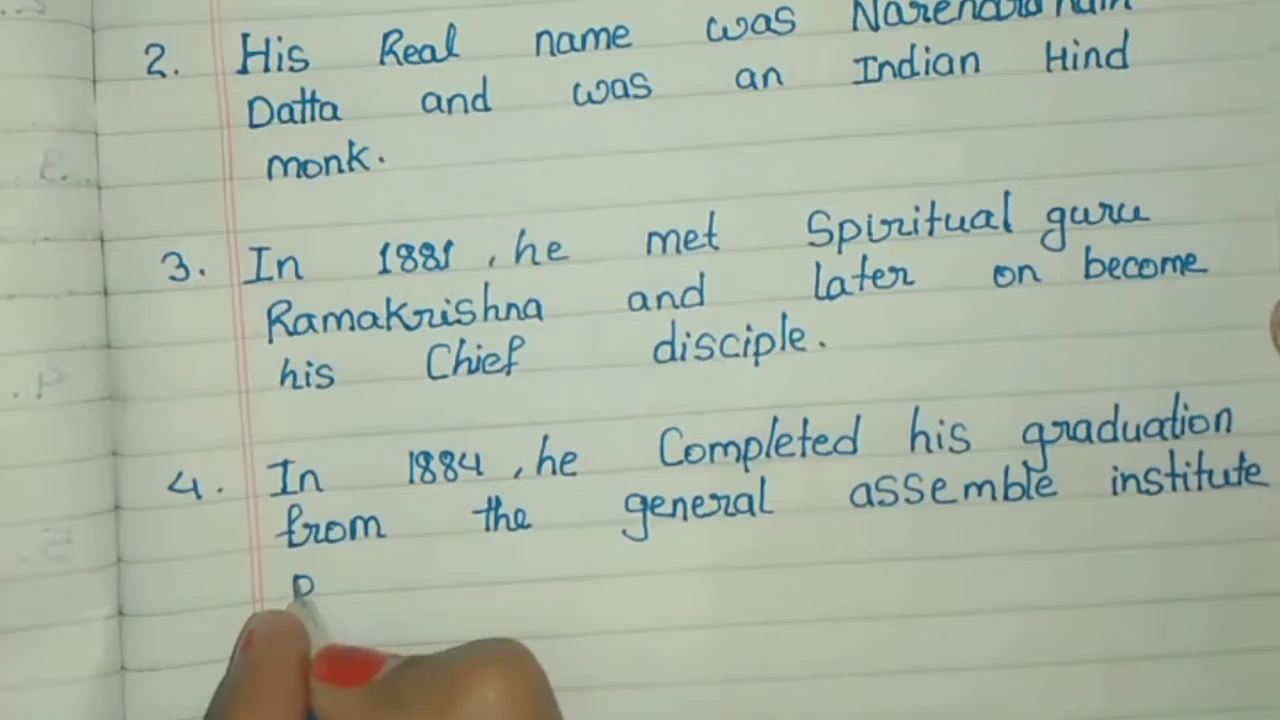 2. His Real name was Narendra nath
Datta and was an Indian Hind
monk.
3. In 1881, he met Spiritual guru
Ramakrishna and later on become
his Chief disciple.
4. In 1884, he Completed his graduation
from the general assemble institute
P